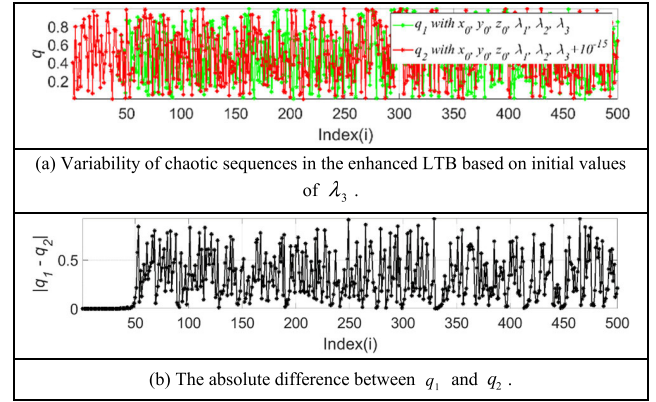 q
0.8
0.6
0.4
0.2
q1 with x0, y0, z0, λ1, λ2, λ3
q2 with x0, y0, z0, λ1, λ2, λ3+10-15
50 100 150 200 250 300 350 400 450 500
Index(i)
(a) Variability of chaotic sequences in the enhanced LTB based on initial values
of λ3 .
|q1 - q2|
0.5
0
50 100 150 200 250 300 350 400 450 500
Index(i)
(b) The absolute difference between q1 and q2 .